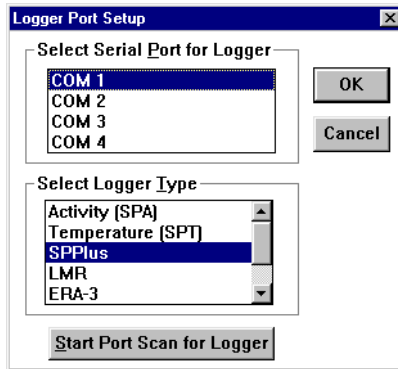 Logger Port Setup
Select Serial Port for Logger
COM 1
COM 2
COM 3
COM 4
OK
Cancel
Select Logger Type
Activity (SPA)
Temperature (SPT)
SPPlus
LMR
ERA-3
Start Port Scan for Logger